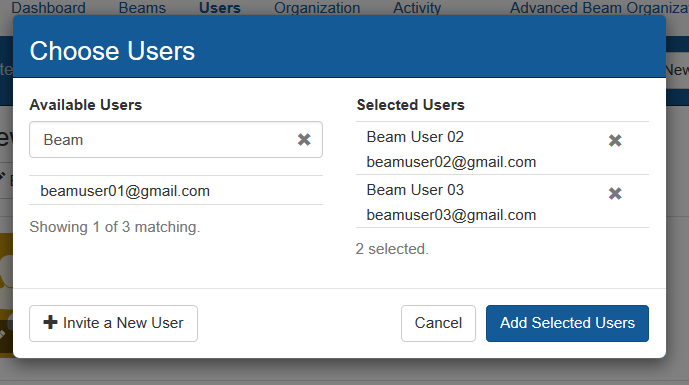 Dashboard Beams Users Organization Activity Advanced Beam Organiza
Choose Users
Available Users
Beam
beamuser01@gmail.com
Showing 1 of 3 matching.
Selected Users
Beam User 02
beamuser02@gmail.com
Beam User 03
beamuser03@gmail.com
2 selected.
Invite a New User
Cancel
Add Selected Users
New